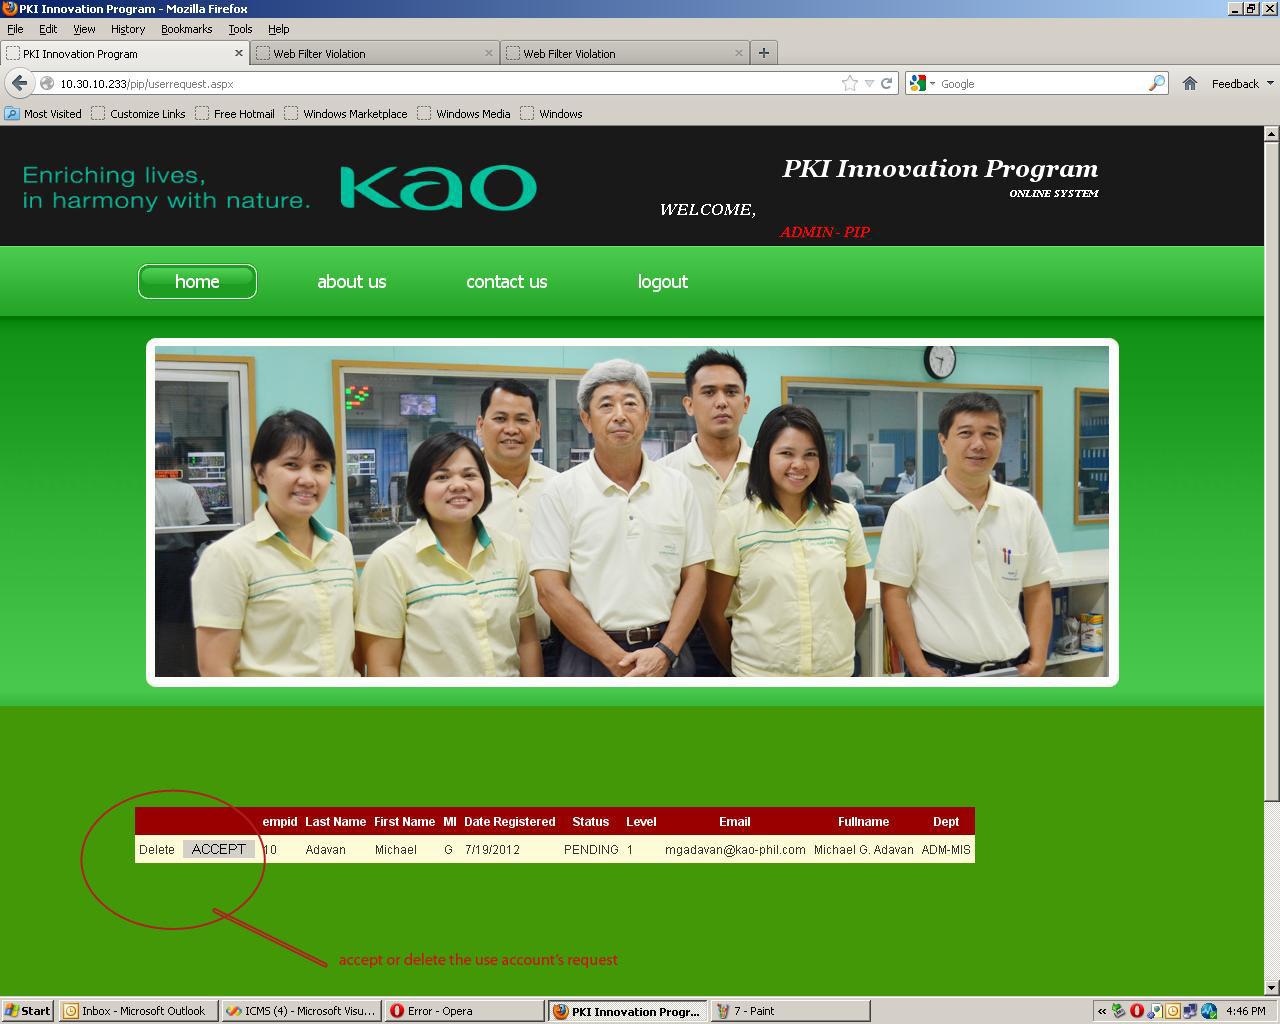 PKI Innovation Program - Mozilla Firefox
File Edit View History Bookmarks Tools Help
PKI Innovation Program Web Filter Violation Web Filter Violation
10.30.10.233/pip/userrequest.aspx Google Feedback
Most Visited Customize Links Free Hotmail Windows Marketplace Windows Media Windows
Enriching lives,
in harmony with nature.
kao
PKI Innovation Program
ONLINE SYSTEM
WELCOME,
ADMIN - PIP
home about us contact us logout
empid Last Name First Name MI Date Registered Status Level Email Fullname Dept
Delete ACCEPT 10 Adavan Michael G 7/19/2012 PENDING 1 mgadavan@kao-phil.com Michael G. Adavan ADM-MIS
accept or delete the use account's request
Start Inbox - Microsoft Outlook ICMS (4) - Microsoft Visu... Error - Opera PKI Innovation Progr... 7 - Paint 4:46 PM